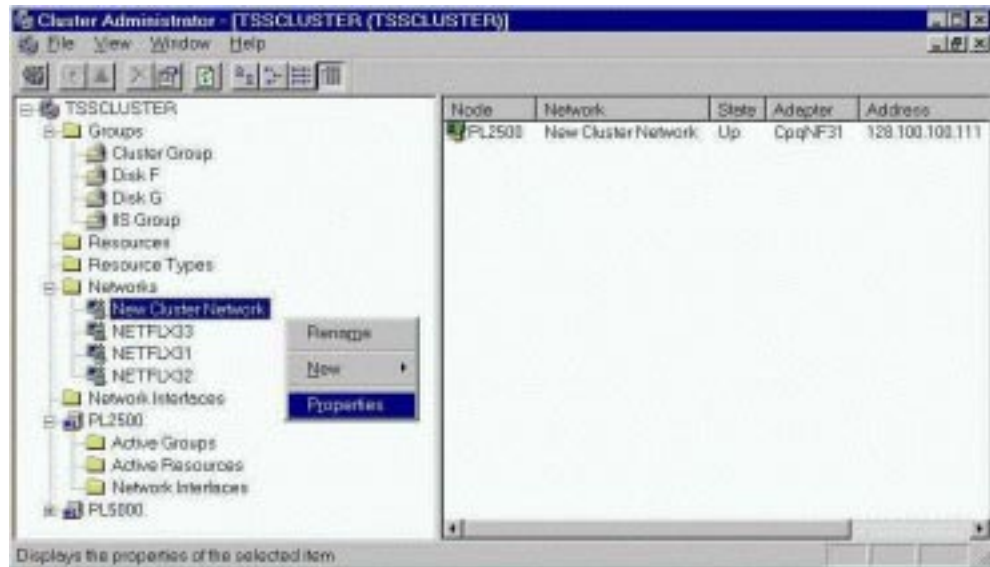 Cluster Administrator - [TSSCLUSTER (TSSCLUSTER)]
File View Window Help
TSSCLUSTER
Groups
Cluster Group
Disk F
Disk G
IIS Group
Resources
Resource Types
Networks
New Cluster Network
NETFLX33
NETFLX31
NETFLX32
Network Interfaces
PL2500
Active Groups
Active Resources
Network Interfaces
PL5000
Rename
New
Properties
Node Network State Adapter Address
PL2500 New Cluster Network Up CpqNF31 128.100.100.111
Displays the properties of the selected item